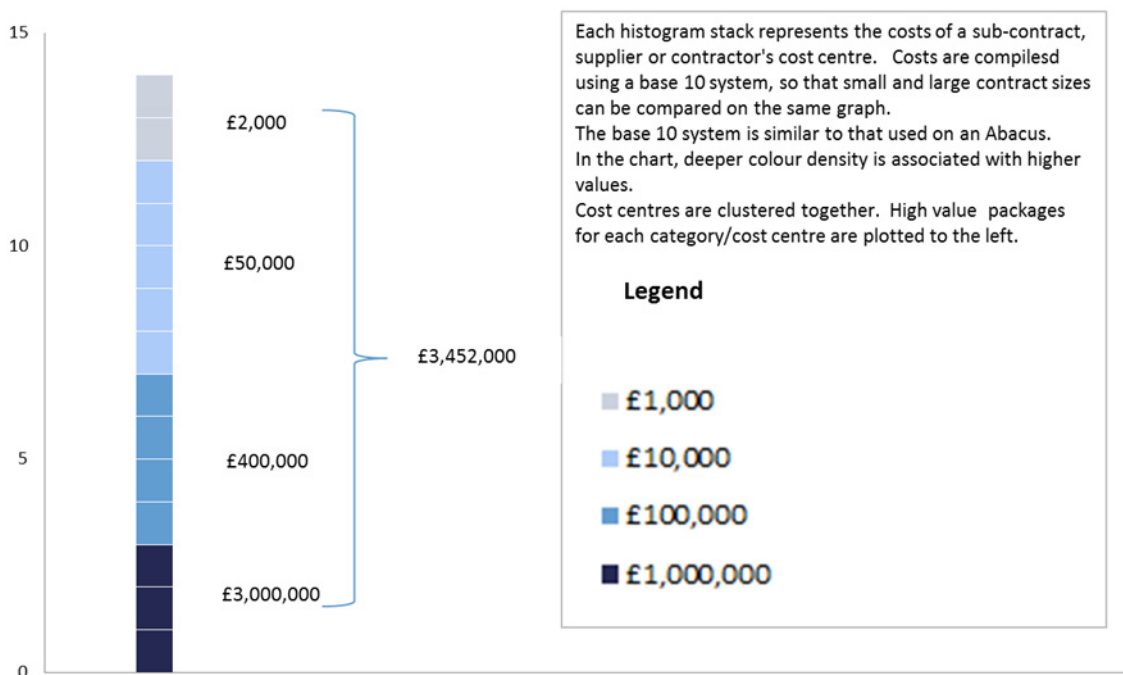 15
10
5
0
£2,000
£50,000
£400,000
£3,000,000
£3,452,000
Each histogram stack represents the costs of a sub-contract,
supplier or contractor's cost centre. Costs are compilesd
using a base 10 system, so that small and large contract sizes
can be compared on the same graph.
The base 10 system is similar to that used on an Abacus.
In the chart, deeper colour density is associated with higher
values.
Cost centres are clustered together. High value packages
for each category/cost centre are plotted to the left.
Legend
£1,000
£10,000
£100,000
£1,000,000